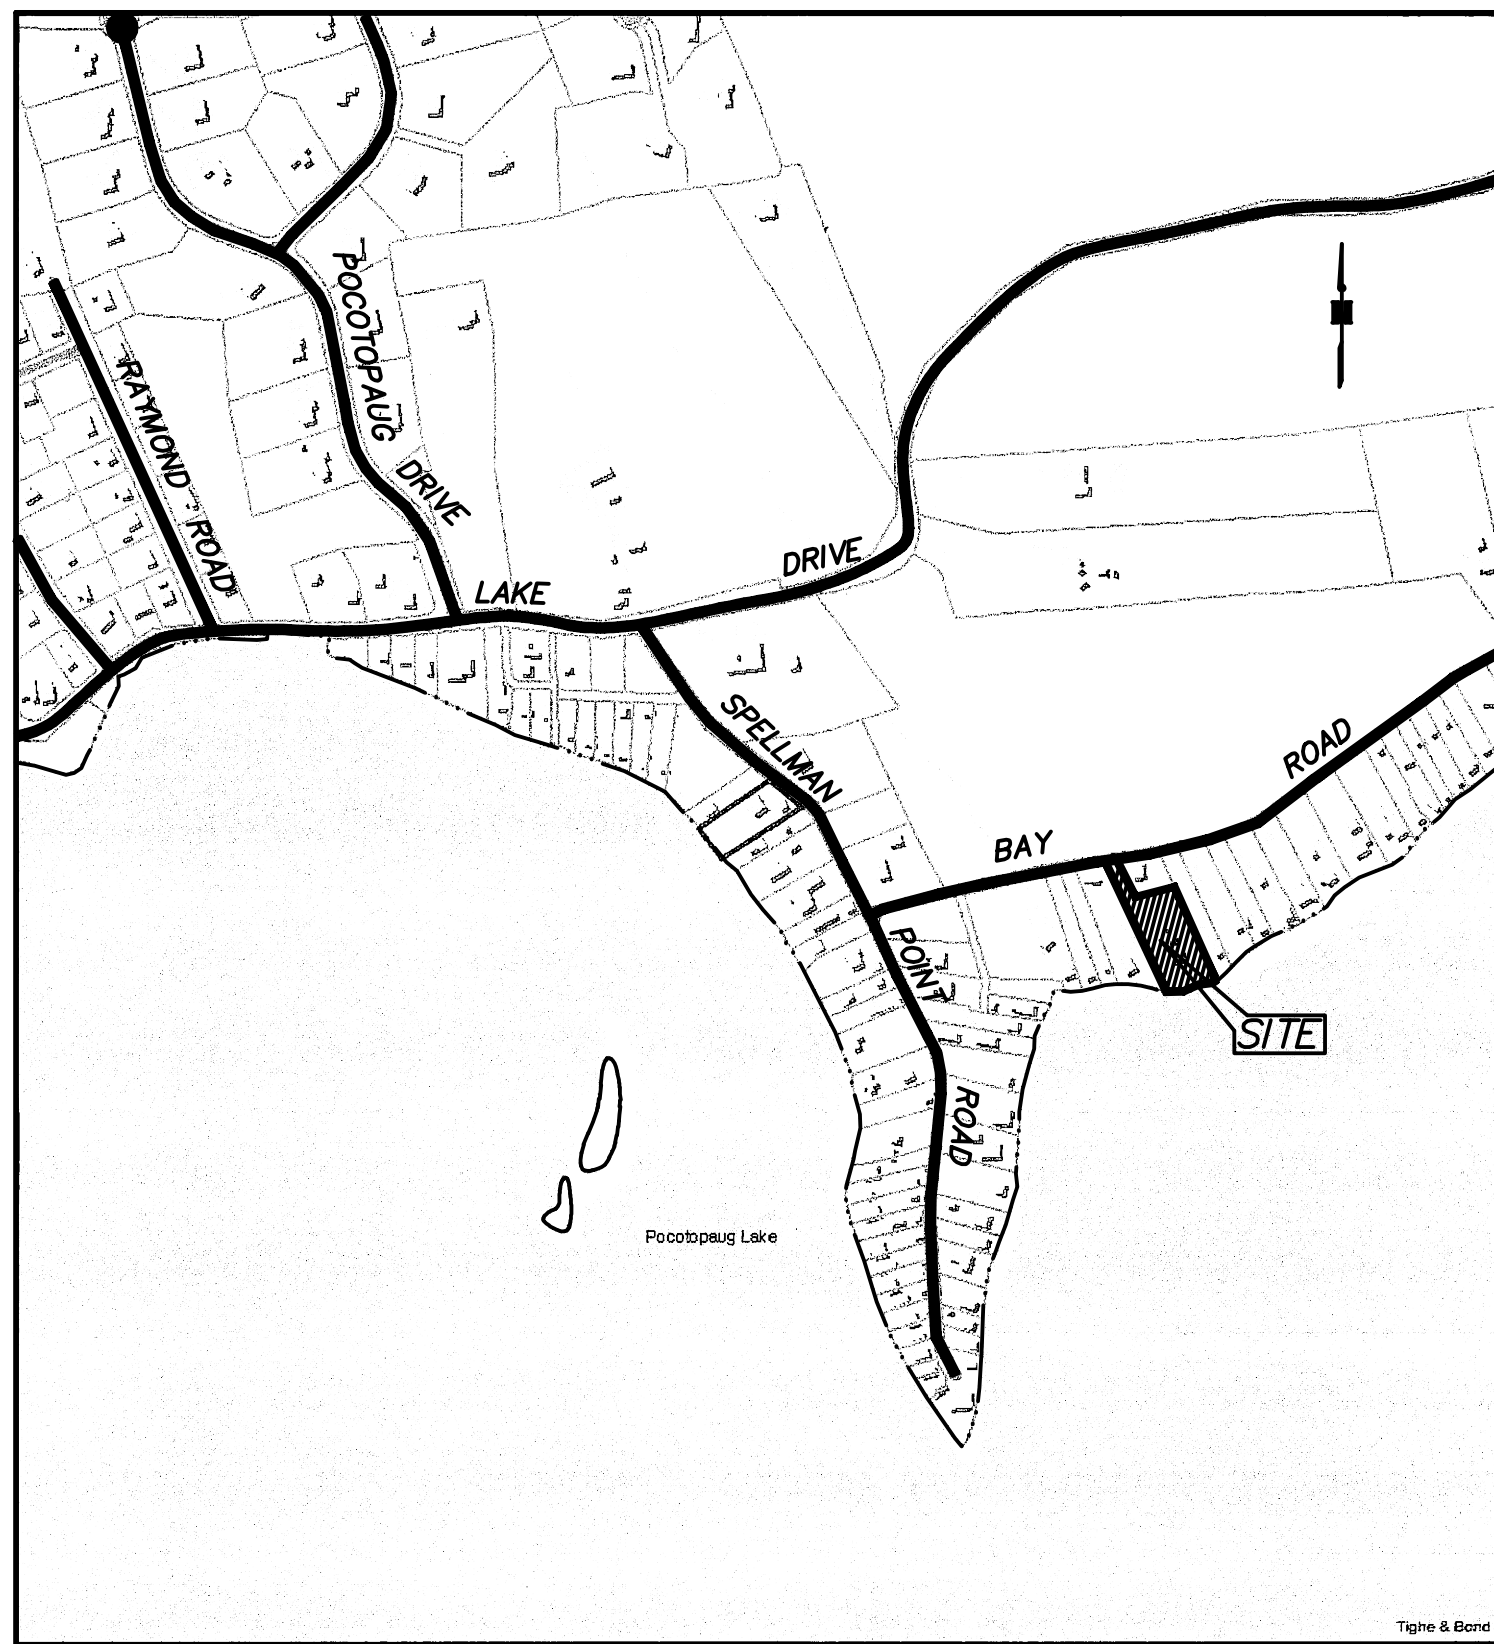 POCOTOPAUG
DRIVE
RAYMOND ROAD
LAKE
DRIVE
SPELLMAN
POINT
ROAD
BAY
ROAD
SITE
Pocotopaug Lake
Tighe & Bond